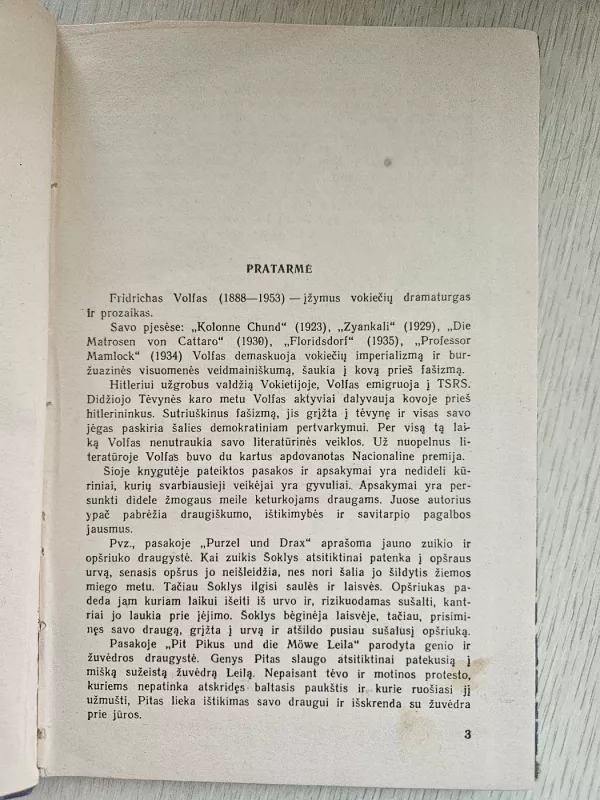 PRATARMĖ
Fridrichas Volfas (1888—1953) — įžymus vokiečių dramaturgas
ir prozaikas.
Savo pjesėse: „Kolonne Chund“ (1923), „Zyankali“ (1929), „Die
Matrosen von Cattaro“ (1930), „Floridsdorf“ (1935), „Professor
Mamlock“ (1934) Volfas demaskuoja vokiečių imperializmą ir bur-
žuazinės visuomenės veidmainiškumą, šaukia į kovą prieš fašizmą.
Hitleriui užgrobus valdžią Vokietijoje, Volfas emigruoja į TSRS.
Didžiojo Tėvynės karo metu Volfas aktyviai dalyvauja kovoje prieš
hitlerininkus. Sutriuškinus fašizmą, jis grįžta į tėvynę ir visas savo
jėgas paskiria šalies demokratiniam pertvarkymui. Per visą tą lai-
ką Volfas nenutraukia savo literatūrinės veiklos. Už nuopelnus li-
teratūroje Volfas buvo du kartus apdovanotas Nacionaline premija.
Šioje knygutėje pateiktos pasakos ir apsakymai yra nedideli kū-
riniai, kurių svarbiausieji veikėjai yra gyvuliai. Apsakymai yra per-
sunkti didele žmogaus meile keturkojams draugams. Juose autorius
ypač pabrėžia draugiškumo, ištikimybės ir savitarpio pagalbos
jausmus.
Pvz., pasakoje „Purzel und Drax“ aprašoma jauno zuikio ir
opšriuko draugystė. Kai zuikis Šoklys atsitiktinai patenka į opšraus
urvą, senasis opšrus jo neišleidžia, nes nori šalia jo šildytis žiemos
miego metu. Tačiau Šoklys ilgisi saulės ir laisvės. Opšriukas pa-
deda jam kuriam laikui išeiti iš urvo ir, rizikuodamas sušalti, kant-
riai jo laukia prie įėjimo. Šoklys bėginėja laisvėje, tačiau, prisimi-
nęs savo draugą, grįžta į urvą ir atšildo pusiau sušalusį opšriuką.
Pasakoje „Pit Pikus und die Möwe Leila“ parodyta genio ir
žuvėdros draugystė. Genys Pitas slaugo atsitiktinai patekusią į
mišką sužeistą žuvėdrą Leilą. Nepaisant tėvo ir motinos protesto,
kuriems nepatinka atskridęs baltasis paukštis ir kurie ruošiasi jį
užmušti, Pitas lieka ištikimas savo draugui ir išskrenda su žuvėdra
prie jūros.
3